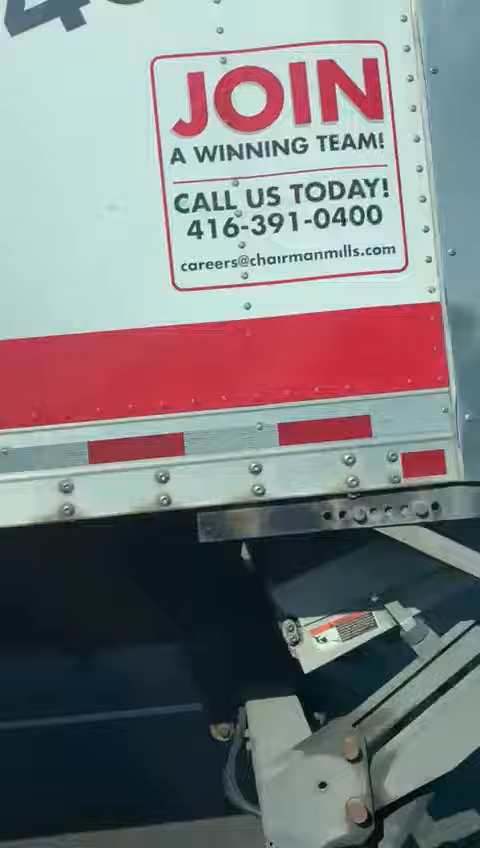 JOIN
A WINNING TEAM!
CALL US TODAY!
416-391-0400
careers@chairmanmills.com